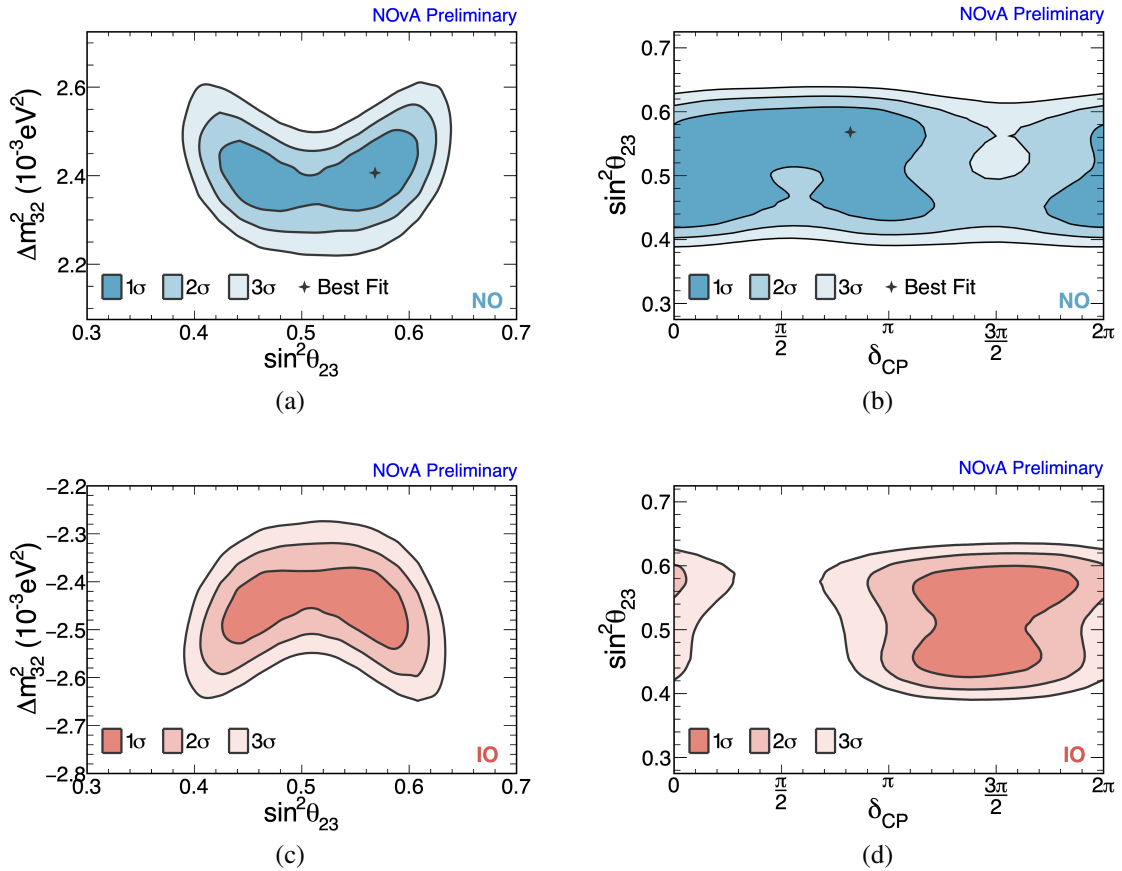 NOvA Preliminary
Δm²₃₂ (10⁻³eV²)
2.6
2.4
2.2
1σ 2σ 3σ Best Fit
NO
0.3 0.4 0.5 0.6 0.7
sin²θ₂₃
(a)
NOvA Preliminary
sin²θ₂₃
0.7
0.6
0.5
0.4
0.3
1σ 2σ 3σ Best Fit
NO
0 π/2 π 3π/2 2π
δCP
(b)
NOvA Preliminary
Δm²₃₂ (10⁻³eV²)
−2.2
−2.3
−2.4
−2.5
−2.6
−2.7
−2.8
1σ 2σ 3σ
IO
0.3 0.4 0.5 0.6 0.7
sin²θ₂₃
(c)
NOvA Preliminary
sin²θ₂₃
0.7
0.6
0.5
0.4
0.3
1σ 2σ 3σ
IO
0 π/2 π 3π/2 2π
δCP
(d)